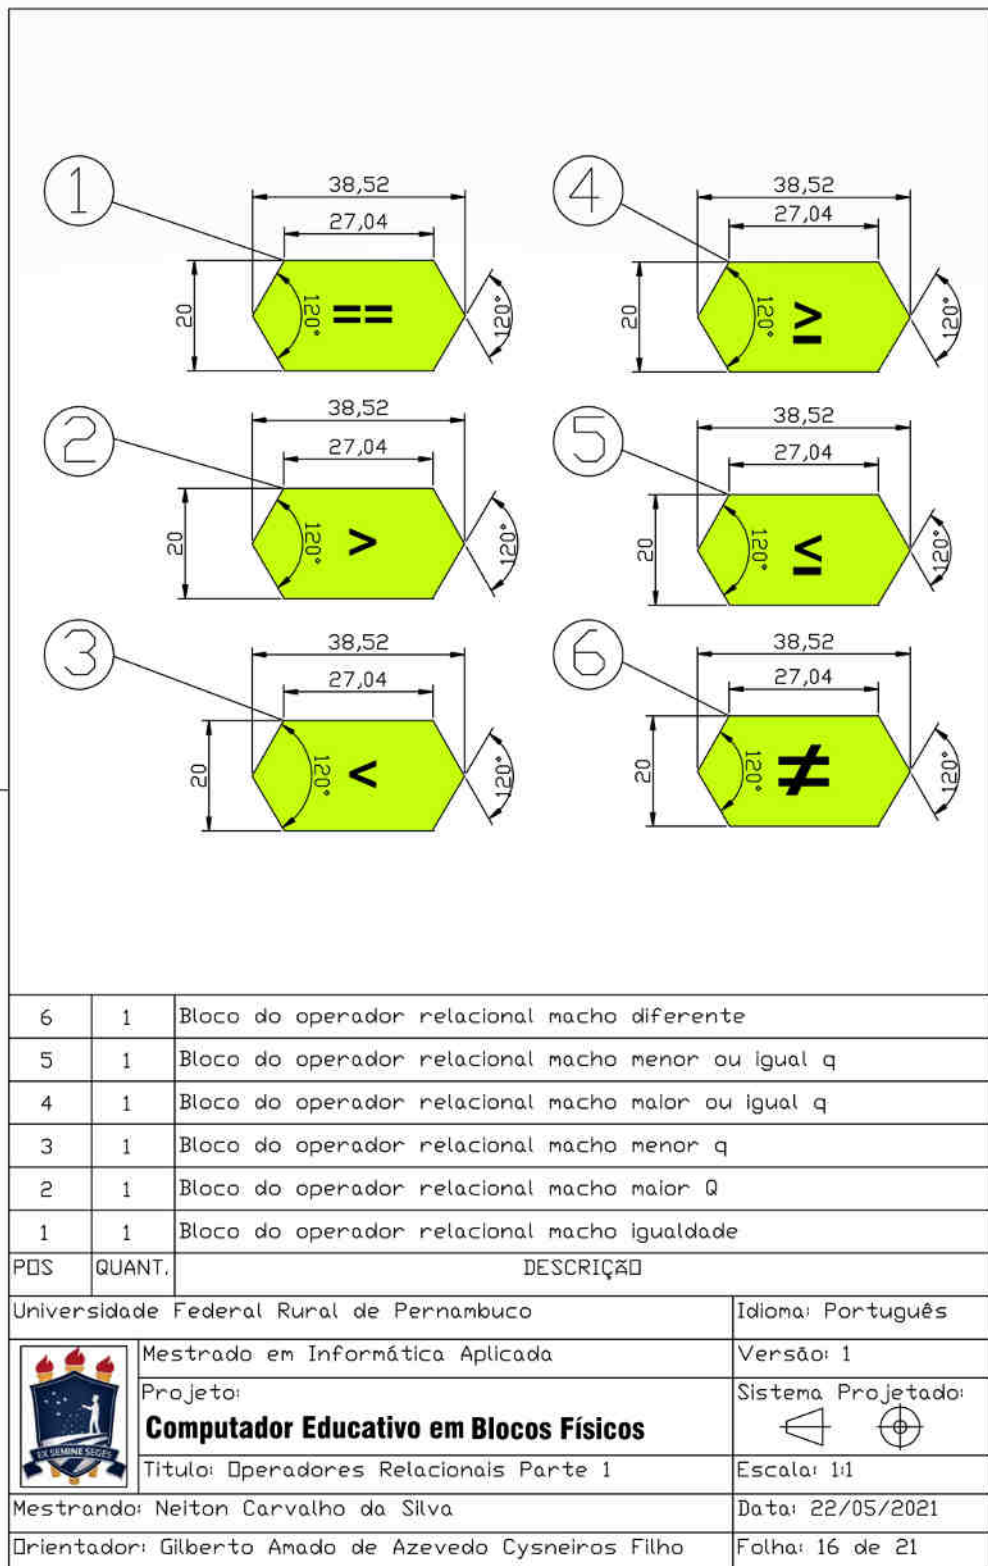 1
38,52
27,04
20
120°
==
120°
4
38,52
27,04
20
120°
≥
120°
2
38,52
27,04
20
120°
>
120°
5
38,52
27,04
20
120°
≤
120°
3
38,52
27,04
20
120°
<
120°
6
38,52
27,04
20
120°
≠
120°
6 1 Bloco do operador relacional macho diferente
5 1 Bloco do operador relacional macho menor ou igual q
4 1 Bloco do operador relacional macho maior ou igual q
3 1 Bloco do operador relacional macho menor q
2 1 Bloco do operador relacional macho maior Q
1 1 Bloco do operador relacional macho igualdade
POS QUANT. DESCRIÇÃO
Universidade Federal Rural de Pernambuco
Idioma: Português
Mestrado em Informática Aplicada
Versão: 1
EX SEMINE SEGES
Projeto:
Computador Educativo em Blocos Físicos
Sistema Projetado:
Titulo: Operadores Relacionais Parte 1
Escala: 1:1
Mestrando: Neiton Carvalho da Silva
Data: 22/05/2021
Orientador: Gilberto Amado de Azevedo Cysneiros Filho
Folha: 16 de 21